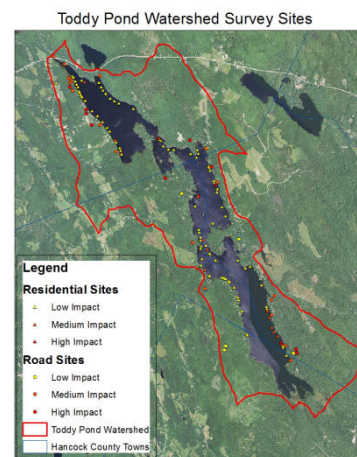 Toddy Pond Watershed Survey Sites
Legend
Residential Sites
Low Impact
Medium Impact
High Impact
Road Sites
Low Impact
Medium Impact
High Impact
Toddy Pond Watershed
Hancock County Towns